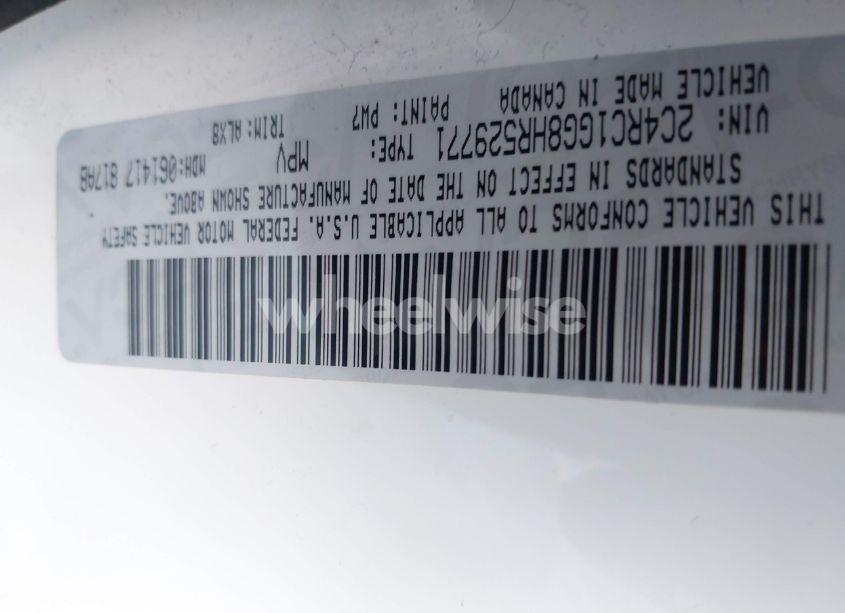 THIS VEHICLE CONFORMS TO ALL APPLICABLE U.S.A. FEDERAL MOTOR VEHICLE SAFETY
STANDARDS IN EFFECT ON THE DATE OF MANUFACTURE SHOWN ABOVE.
VIN: 2C4RC1GG8HR529771 TYPE: MPV MDH:061417 817AB
VEHICLE MADE IN CANADA PAINT: PW7 TRIM: ALX8
wheelwise